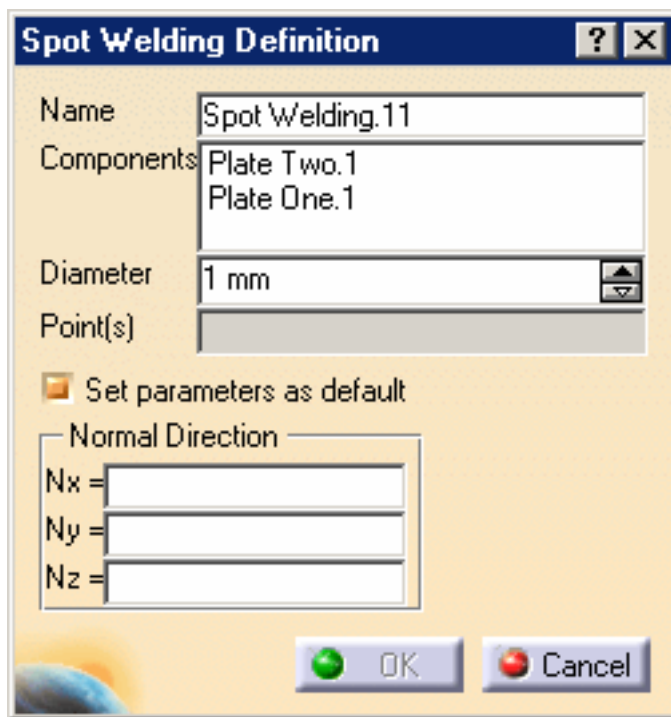 Spot Welding Definition ? X
Name Spot Welding.11
Components Plate Two.1
Plate One.1
Diameter 1 mm
Point(s)
Set parameters as default
Normal Direction
Nx =
Ny =
Nz =
OK Cancel